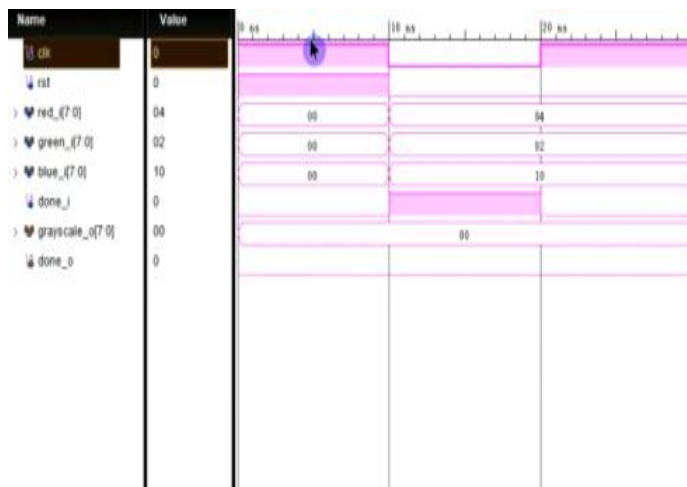 Name Value 0 ns 10 ns 20 ns
clk 0
rst 0
red_i[7:0] 04 00 04
green_i[7:0] 02 00 02
blue_i[7:0] 10 00 10
done_i 0
grayscale_o[7:0] 00 00
done_o 0